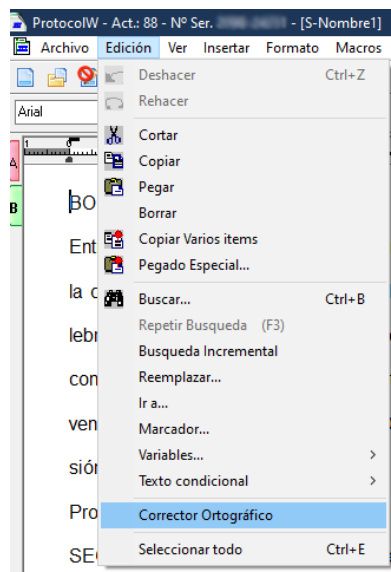 ProtocolW - Act.: 88 - Nº Ser. - [S-Nombre1]
Archivo Edición Ver Insertar Formato Macros
Deshacer Ctrl+Z
Rehacer
Arial
Cortar
1
A
Copiar
Pegar
B
BO
Borrar
Ent
Copiar Varios items
Pegado Especial...
la c
Buscar... Ctrl+B
lebr
Repetir Busqueda (F3)
Busqueda Incremental
con
Reemplazar...
Ir a...
ven
Marcador...
Variables...
sión
Texto condicional
Pro
Corrector Ortográfico
SE
Seleccionar todo Ctrl+E